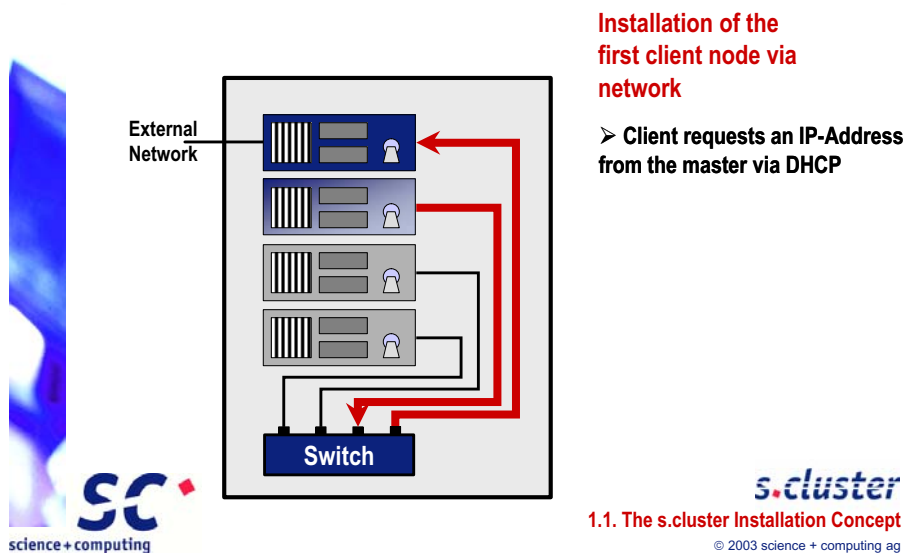 Installation of the
first client node via
network
➢ Client requests an IP-Address
from the master via DHCP
External
Network
Switch
SC
science + computing
s.cluster
1.1. The s.cluster Installation Concept
© 2003 science + computing ag